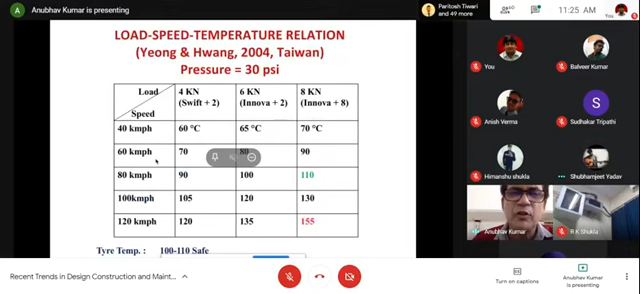 A Anubhav Kumar is presenting
Paritosh Tiwari
and 49 more
11:25 AM
You
LOAD-SPEED-TEMPERATURE RELATION
(Yeong & Hwang, 2004, Taiwan)
Pressure = 30 psi
Load
Speed
4 KN
(Swift + 2)
6 KN
(Innova + 2)
8 KN
(Innova + 8)
40 kmph 60 °C 65 °C 70 °C
60 kmph 70 80 90
80 kmph 90 100 110
100kmph 105 120 130
120 kmph 120 135 155
Tyre Temp. : 100-110 Safe
You
Balveer Kumar
Anish Verma
S
Sudhakar Tripathi
Himanshu shukla
Shubhamjeet Yadav
Anubhav Kumar
R K Shukla
Recent Trends in Design Construction and Maint...
Turn on captions
Anubhav Kumar
is presenting